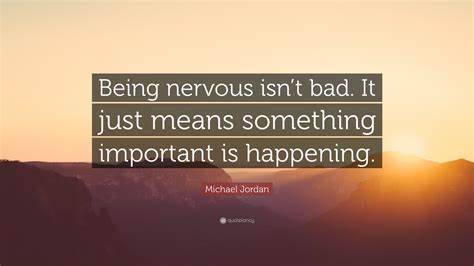 Being nervous isn't bad. It
just means something
important is happening.
Michael Jordan
quotefancy